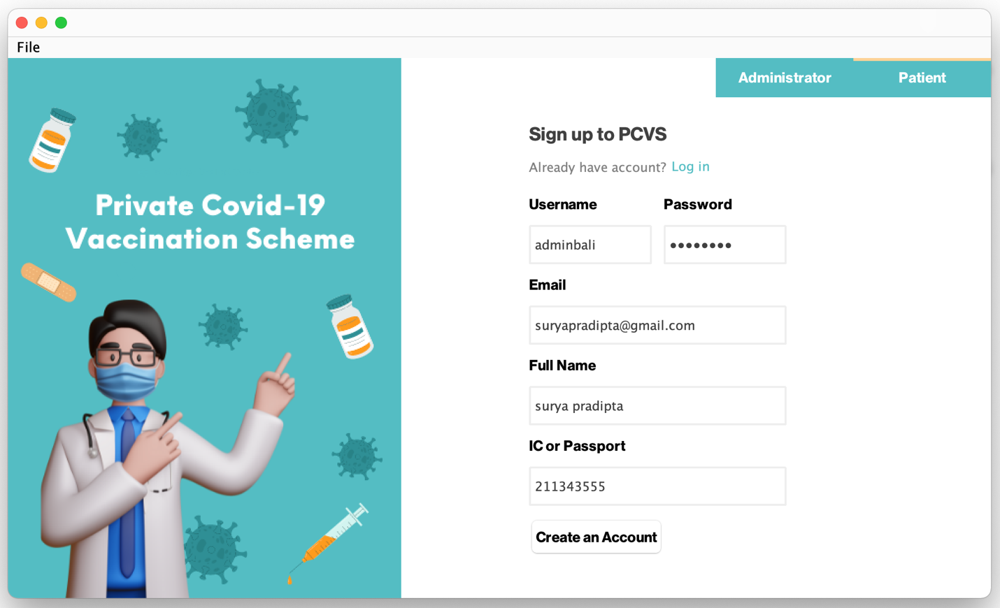 File
Administrator
Patient
Private Covid-19
Vaccination Scheme
Sign up to PCVS
Already have account? Log in
Username
Password
adminbali
••••••••
Email
suryapradipta@gmail.com
Full Name
surya pradipta
IC or Passport
211343555
Create an Account